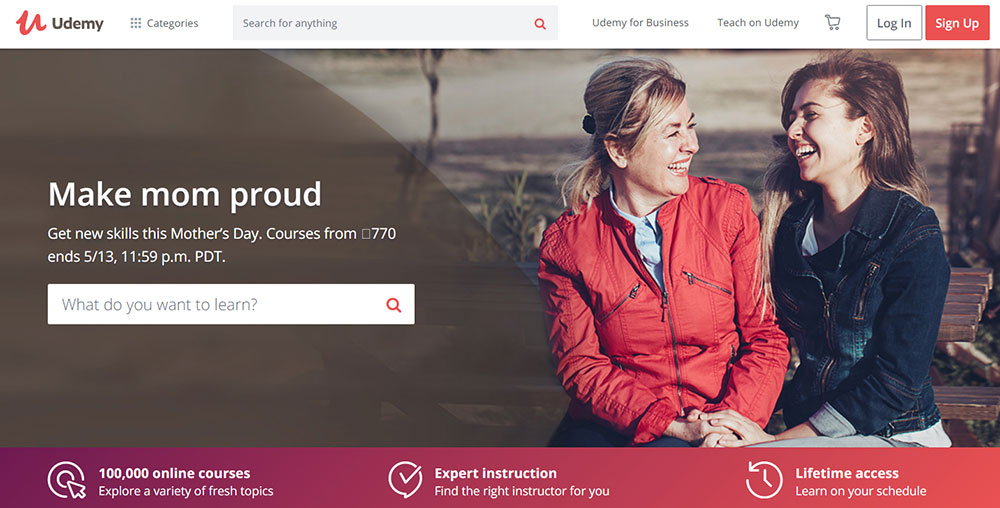 Udemy
Categories
Search for anything
Udemy for Business
Teach on Udemy
Log In
Sign Up
Make mom proud
Get new skills this Mother's Day. Courses from □770
ends 5/13, 11:59 p.m. PDT.
What do you want to learn?
100,000 online courses
Explore a variety of fresh topics
Expert instruction
Find the right instructor for you
Lifetime access
Learn on your schedule